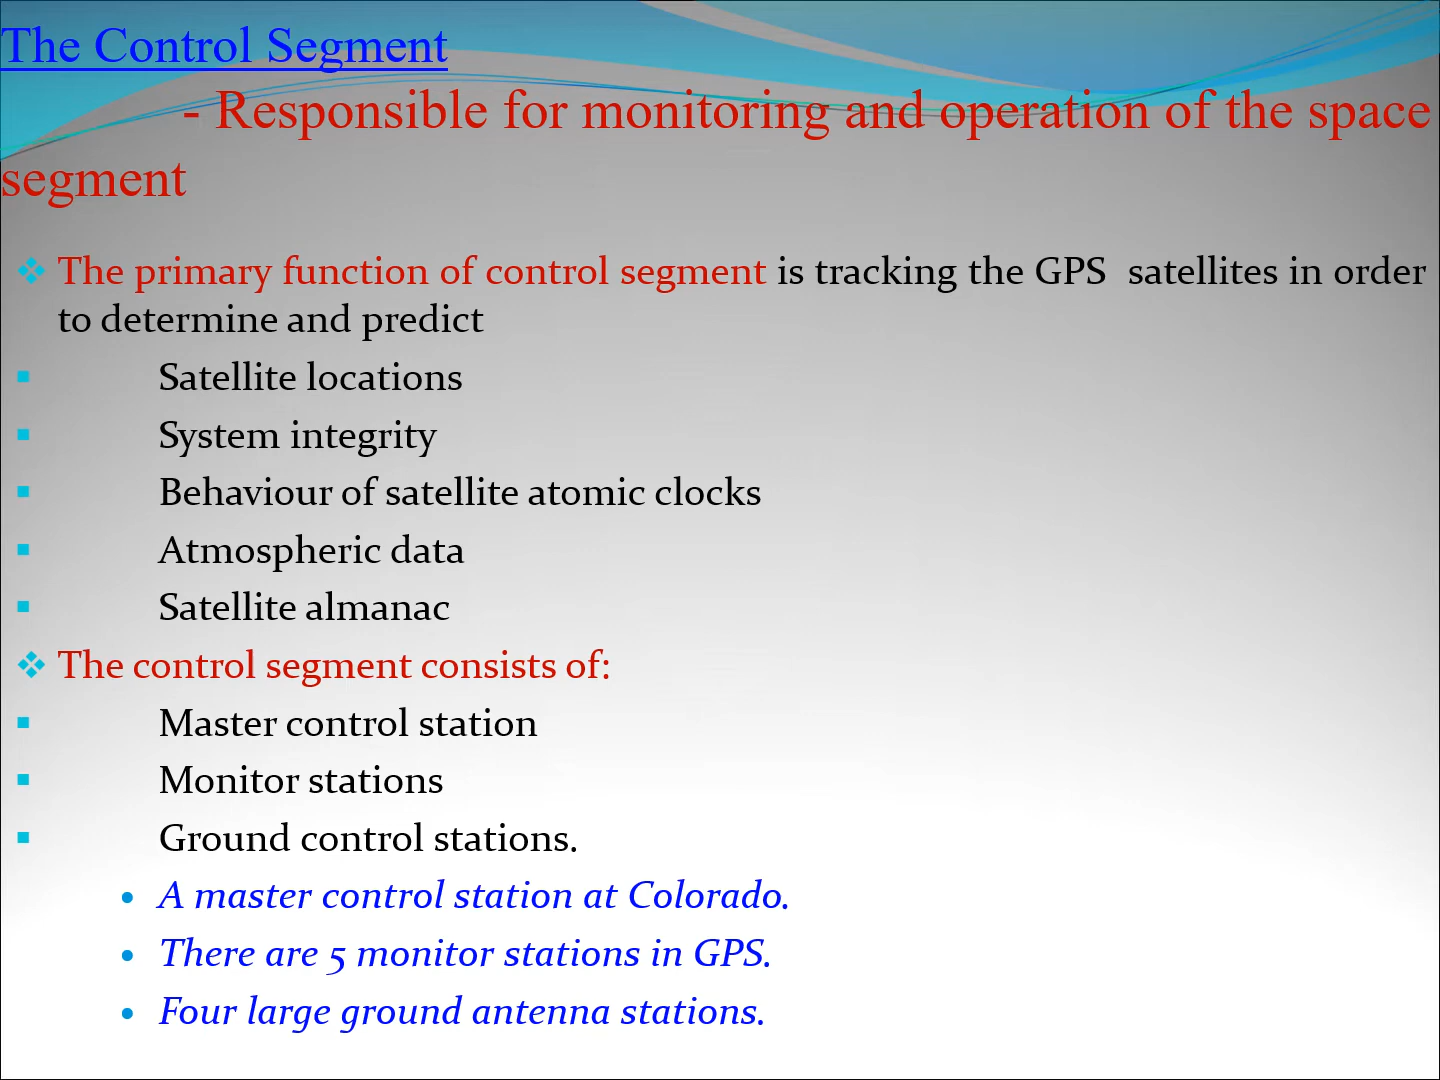 The Control Segment
- Responsible for monitoring and operation of the space
segment
The primary function of control segment is tracking the GPS satellites in order
to determine and predict
Satellite locations
System integrity
Behaviour of satellite atomic clocks
Atmospheric data
Satellite almanac
The control segment consists of:
Master control station
Monitor stations
Ground control stations.
A master control station at Colorado.
There are 5 monitor stations in GPS.
Four large ground antenna stations.